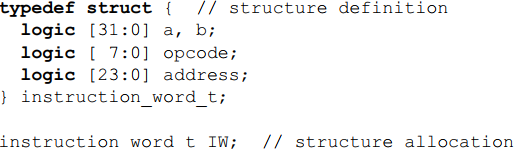 typedef struct {  // structure definition
  logic [31:0] a, b;
  logic [ 7:0] opcode;
  logic [23:0] address;
} instruction_word_t;

instruction word t IW;  // structure allocation